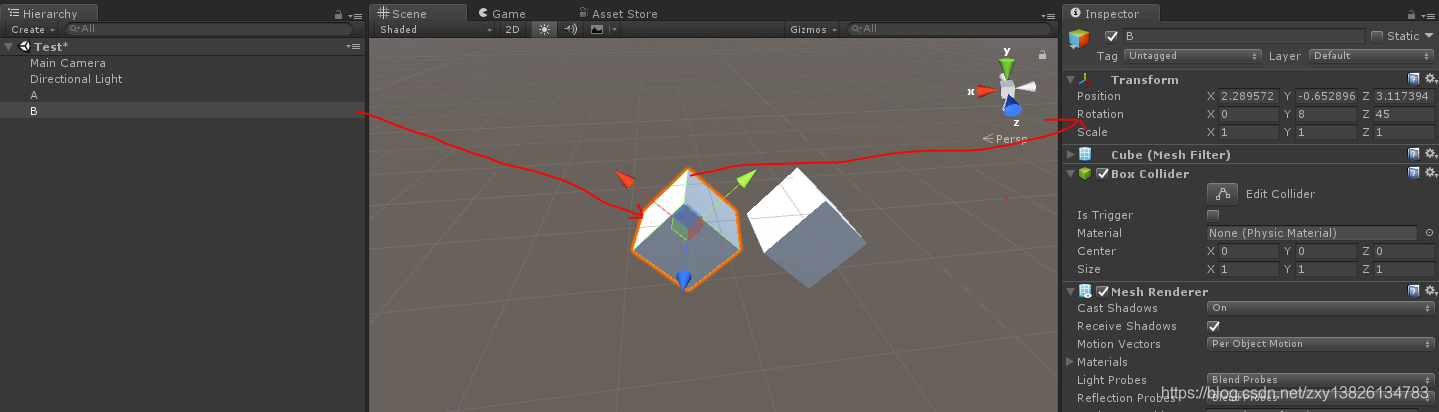 Hierarchy
Create
All
Test*
Main Camera
Directional Light
A
B
Scene
Game
Asset Store
Shaded
2D
Gizmos
All
y
x
z
Persp
Inspector
B
Static
Tag Untagged Layer Default
Transform
Position X 2.289572 Y -0.652896 Z 3.117394
Rotation X 0 Y 8 Z 45
Scale X 1 Y 1 Z 1
Cube (Mesh Filter)
Box Collider
Edit Collider
Is Trigger
Material None (Physic Material)
Center X 0 Y 0 Z 0
Size X 1 Y 1 Z 1
Mesh Renderer
Cast Shadows On
Receive Shadows
Motion Vectors Per Object Motion
Materials
Light Probes Blend Probes
https://blog.csdn.net/zxy13826134783
Reflection Probes Blend Probes